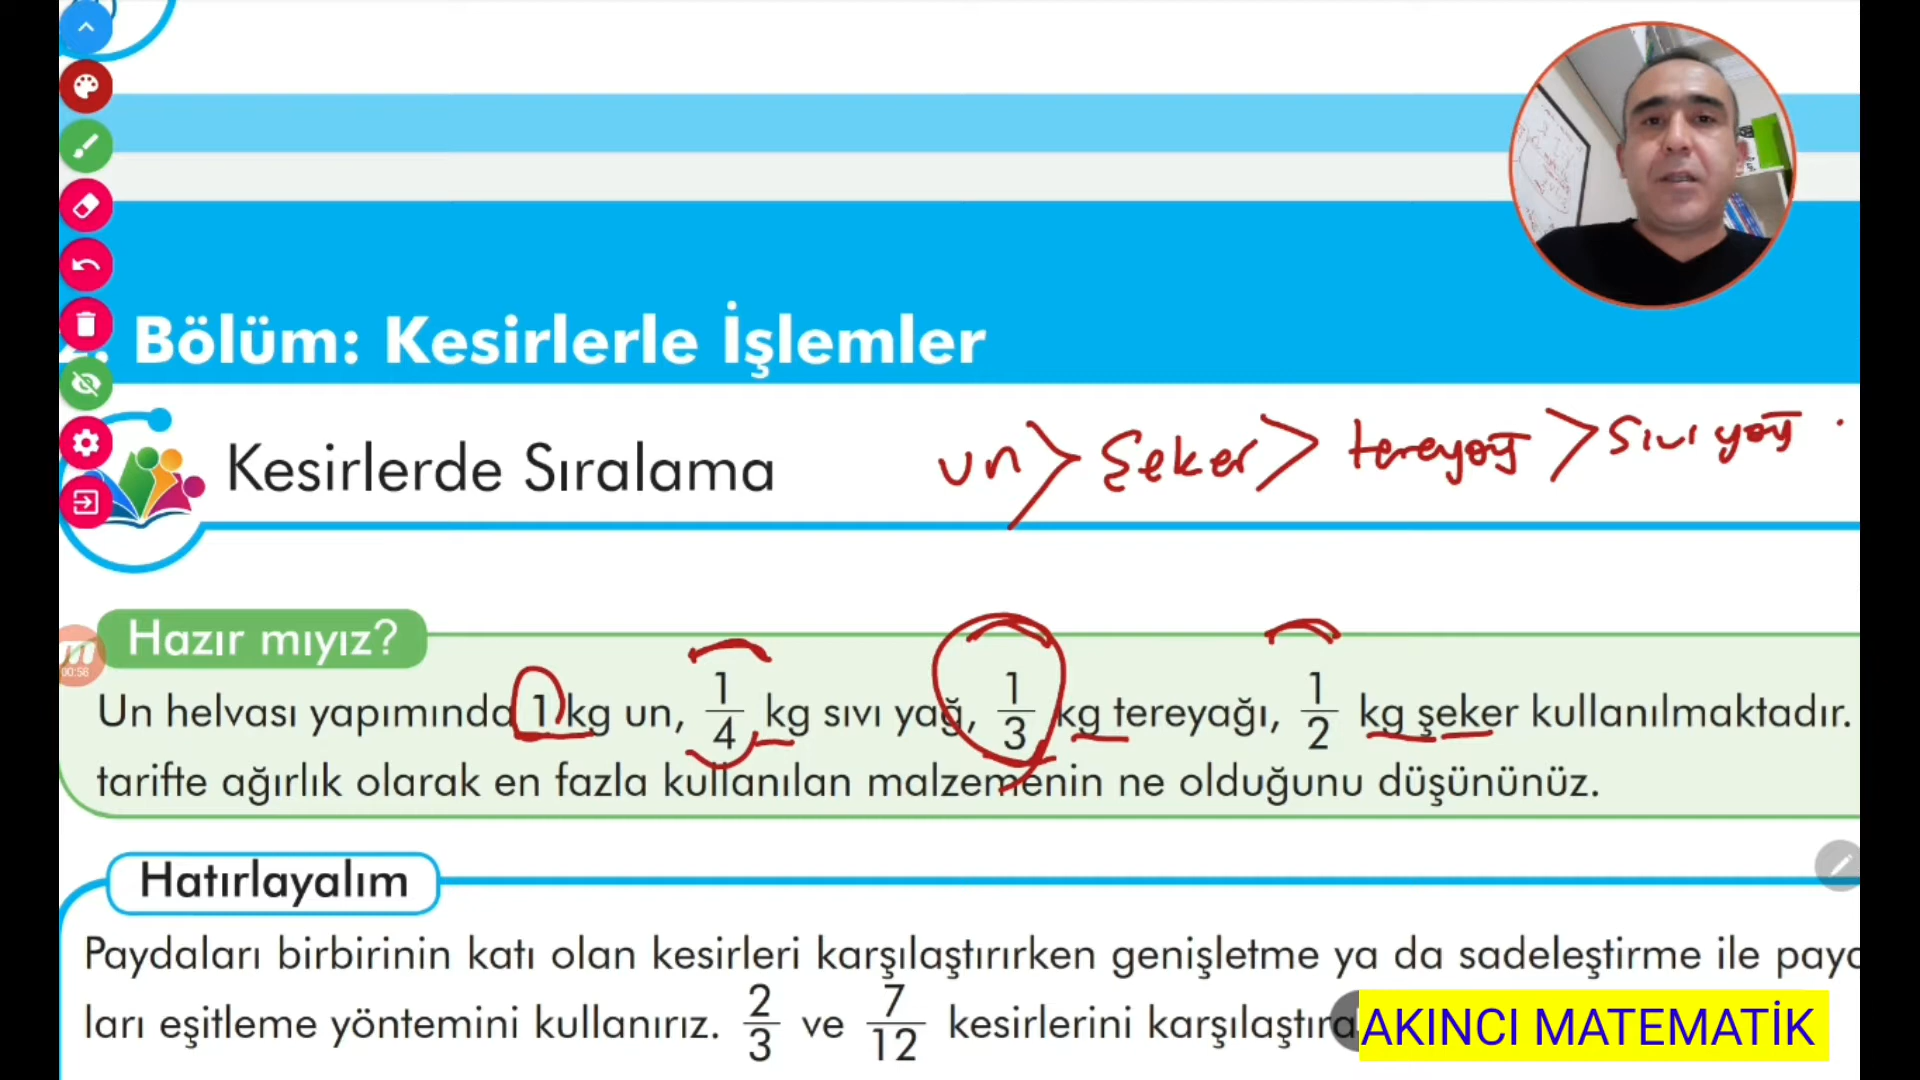 Bölüm: Kesirlerle İşlemler
Kesirlerde Sıralama
un > Şeker > tereyağ > Sıvı yağ
Hazır mıyız?
Un helvası yapımında 1 kg un, 1/4 kg sıvı yağ, 1/3 kg tereyağı, 1/2 kg şeker kullanılmaktadır.
tarifte ağırlık olarak en fazla kullanılan malzemenin ne olduğunu düşününüz.
Hatırlayalım
Paydaları birbirinin katı olan kesirleri karşılaştırırken genişletme ya da sadeleştirme ile payd
ları eşitleme yöntemini kullanırız. 2/3 ve 7/12 kesirlerini karşılaştıra
AKINCI MATEMATİK
00:56